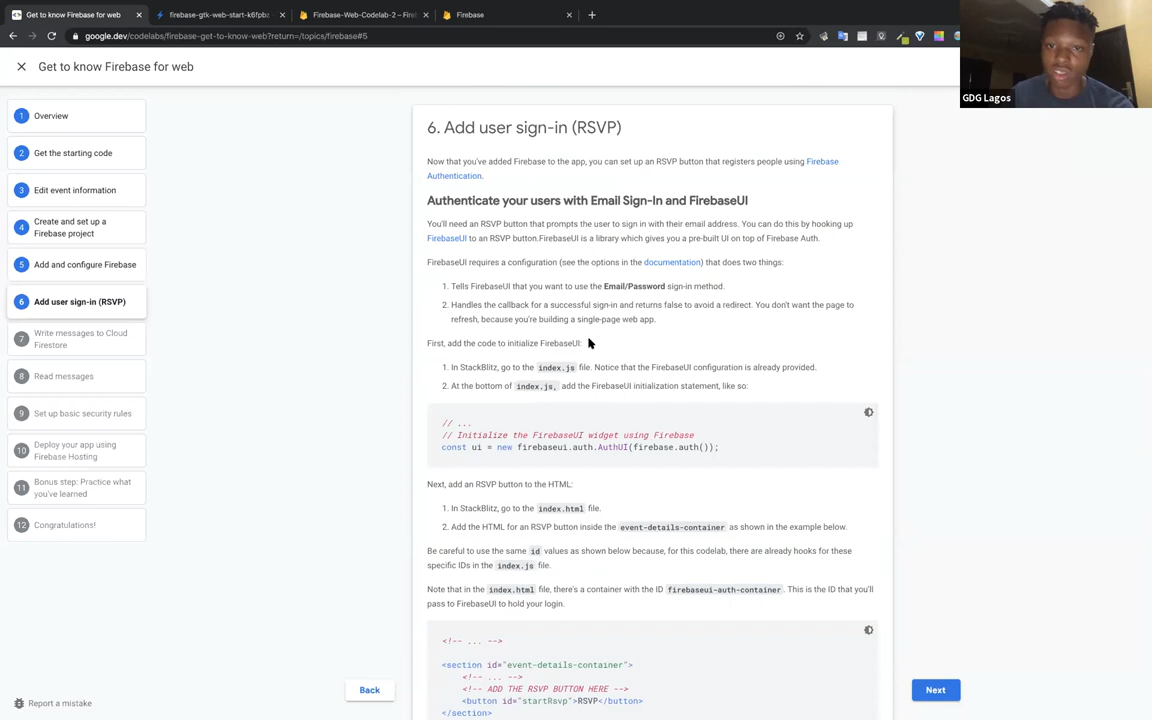 Get to know Firebase for web
firebase-gtk-web-start-k6fpbz
Firebase-Web-Codelab-2 – Fire
Firebase
google.dev/codelabs/firebase-get-to-know-web?return=/topics/firebase#5
Get to know Firebase for web
GDG Lagos
1 Overview
2 Get the starting code
3 Edit event information
4 Create and set up a
Firebase project
5 Add and configure Firebase
6 Add user sign-in (RSVP)
7 Write messages to Cloud
Firestore
8 Read messages
9 Set up basic security rules
10 Deploy your app using
Firebase Hosting
11 Bonus step: Practice what
you've learned
12 Congratulations!
Report a mistake
6. Add user sign-in (RSVP)
Now that you've added Firebase to the app, you can set up an RSVP button that registers people using Firebase
Authentication.
Authenticate your users with Email Sign-In and FirebaseUI
You'll need an RSVP button that prompts the user to sign in with their email address. You can do this by hooking up
FirebaseUI to an RSVP button.FirebaseUI is a library which gives you a pre-built UI on top of Firebase Auth.
FirebaseUI requires a configuration (see the options in the documentation) that does two things:
1. Tells FirebaseUI that you want to use the Email/Password sign-in method.
2. Handles the callback for a successful sign-in and returns false to avoid a redirect. You don't want the page to
refresh, because you're building a single-page web app.
First, add the code to initialize FirebaseUI:
1. In StackBlitz, go to the index.js file. Notice that the FirebaseUI configuration is already provided.
2. At the bottom of index.js, add the FirebaseUI initialization statement, like so:
// ...
// Initialize the FirebaseUI widget using Firebase
const ui = new firebaseui.auth.AuthUI(firebase.auth());
Next, add an RSVP button to the HTML:
1. In StackBlitz, go to the index.html file.
2. Add the HTML for an RSVP button inside the event-details-container as shown in the example below.
Be careful to use the same id values as shown below because, for this codelab, there are already hooks for these
specific IDs in the index.js file.
Note that in the index.html file, there's a container with the ID firebaseui-auth-container. This is the ID that you'll
pass to FirebaseUI to hold your login.
<!-- ... -->
<section id="event-details-container">
<!-- ... -->
<!-- ADD THE RSVP BUTTON HERE -->
<button id="startRsvp">RSVP</button>
</section>
Back
Next